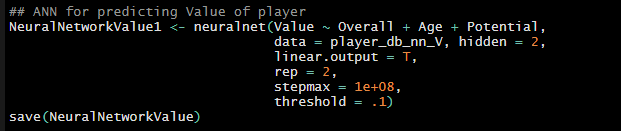 ## ANN for predicting Value of player
NeuralNetworkValue1 <- neuralnet(Value ~ Overall + Age + Potential,
data = player_db_nn_V, hidden = 2,
linear.output = T,
rep = 2,
stepmax = 1e+08,
threshold = .1)
save(NeuralNetworkValue)